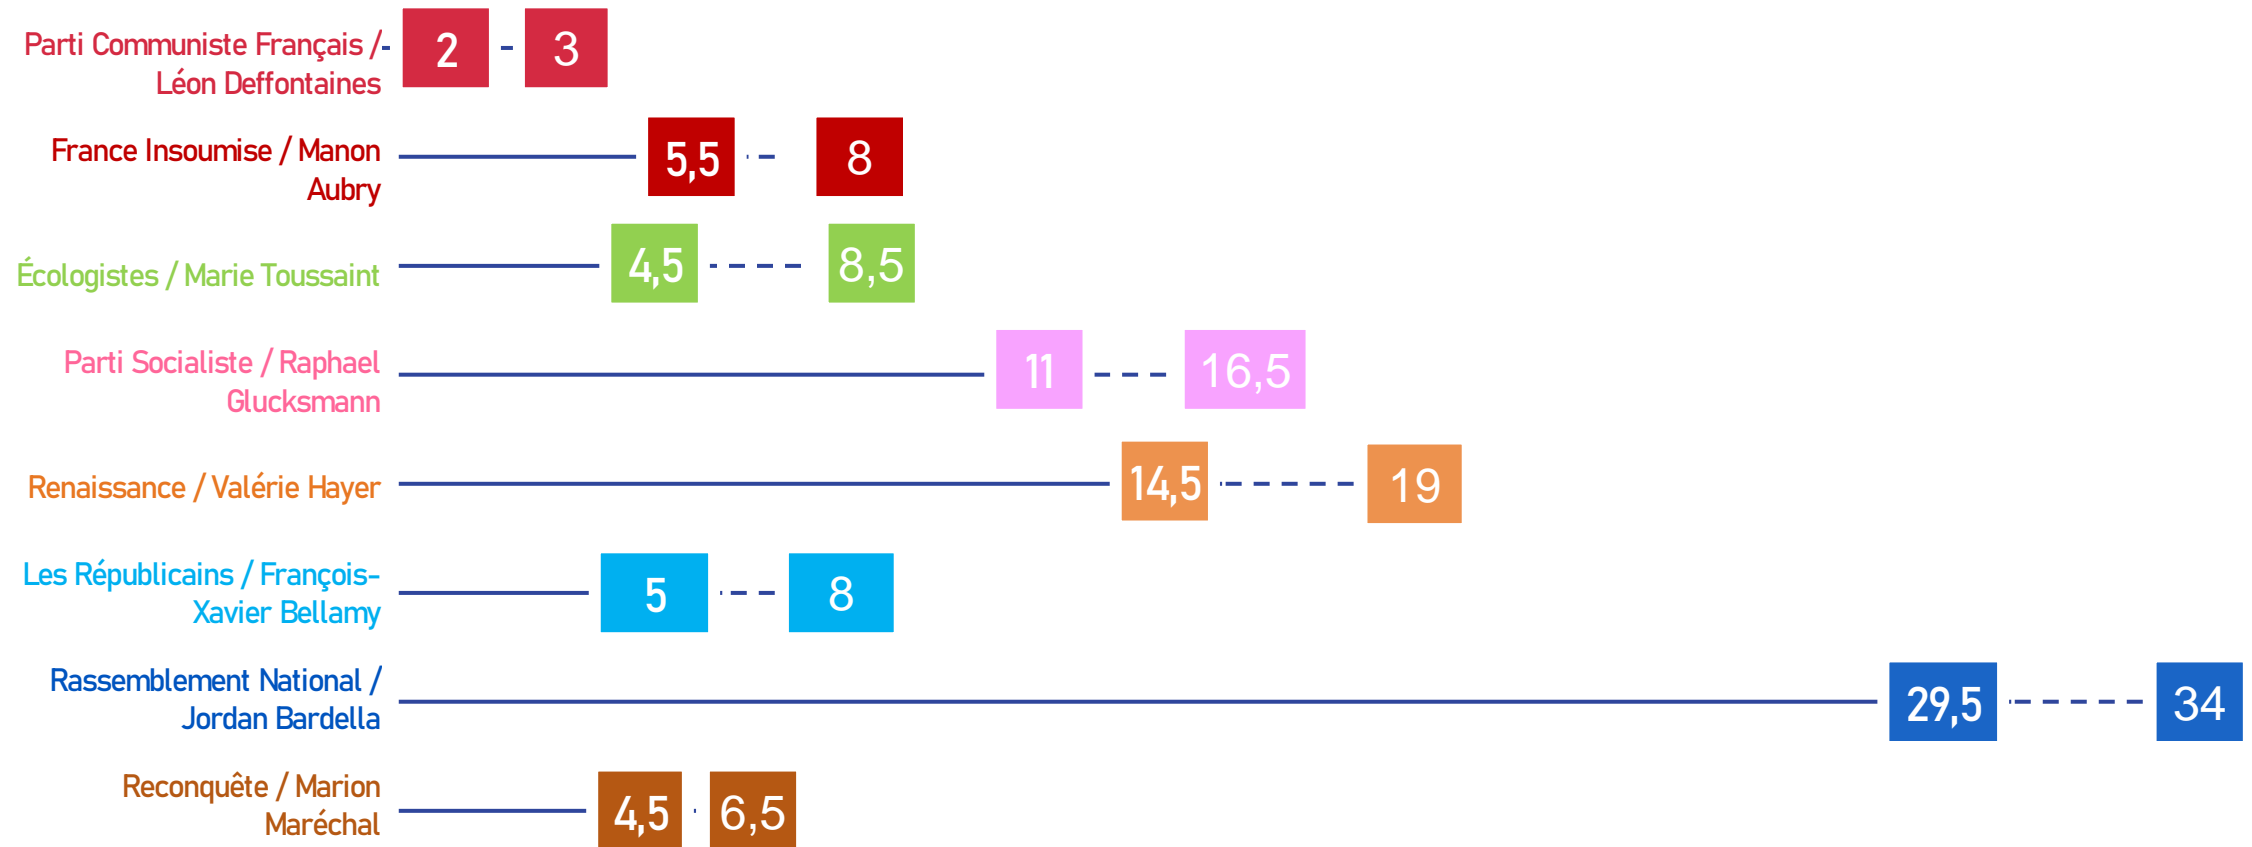 Parti Communiste Français / 2 3
Léon Deffontaines
France Insoumise / Manon 5,5 8
Aubry
Écologistes / Marie Toussaint 4,5 8,5
Parti Socialiste / Raphael 11 16,5
Glucksmann
Renaissance / Valérie Hayer 14,5 19
Les Républicains / François- 5 8
Xavier Bellamy
Rassemblement National / 29,5 34
Jordan Bardella
Reconquête / Marion 4,5 6,5
Maréchal